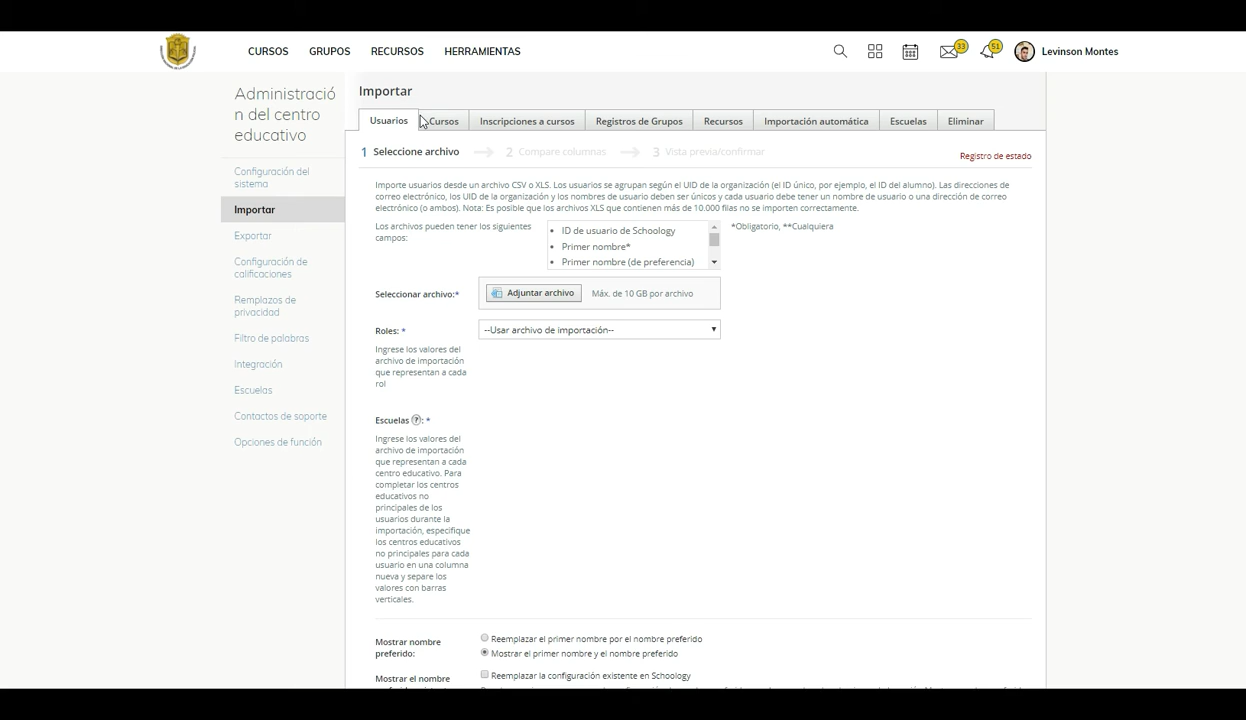 CURSOS GRUPOS RECURSOS HERRAMIENTAS 33 51 Levinson Montes
Administració
n del centro
educativo
Configuración del
sistema
Importar
Exportar
Configuración de
calificaciones
Remplazos de
privacidad
Filtro de palabras
Integración
Escuelas
Contactos de soporte
Opciones de función
Importar
Usuarios Cursos Inscripciones a cursos Registros de Grupos Recursos Importación automática Escuelas Eliminar
1 Seleccione archivo 2 Compare columnas 3 Vista previa/confirmar
Registro de estado
Importe usuarios desde un archivo CSV o XLS. Los usuarios se agrupan según el UID de la organización (el ID único, por ejemplo, el ID del alumno). Las direcciones de
correo electrónico, los UID de la organización y los nombres de usuario deben ser únicos y cada usuario debe tener un nombre de usuario o una dirección de correo
electrónico (o ambos). Nota: Es posible que los archivos XLS que contienen más de 10.000 filas no se importen correctamente.
Los archivos pueden tener los siguientes
campos:
• ID de usuario de Schoology
• Primer nombre*
• Primer nombre (de preferencia)
*Obligatorio, **Cualquiera
Seleccionar archivo:* Adjuntar archivo Máx. de 10 GB por archivo
Roles: * --Usar archivo de importación--
Ingrese los valores del
archivo de importación
que representan a cada
rol
Escuelas ?: *
Ingrese los valores del
archivo de importación
que representan a cada
centro educativo. Para
completar los centros
educativos no
principales de los
usuarios durante la
importación, especifique
los centros educativos
no principales para cada
usuario en una columna
nueva y separe los
valores con barras
verticales.
Mostrar nombre
preferido:
Reemplazar el primer nombre por el nombre preferido
Mostrar el primer nombre y el nombre preferido
Mostrar el nombre
Reemplazar la configuración existente en Schoology